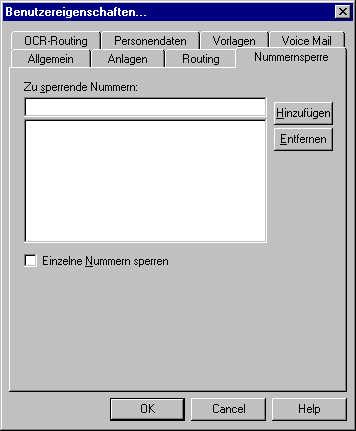 Benutzereigenschaften...
OCR-Routing Personendaten Vorlagen Voice Mail
Allgemein Anlagen Routing Nummernsperre
Zu sperrende Nummern:
Hinzufügen
Entfernen
Einzelne Nummern sperren
OK Cancel Help